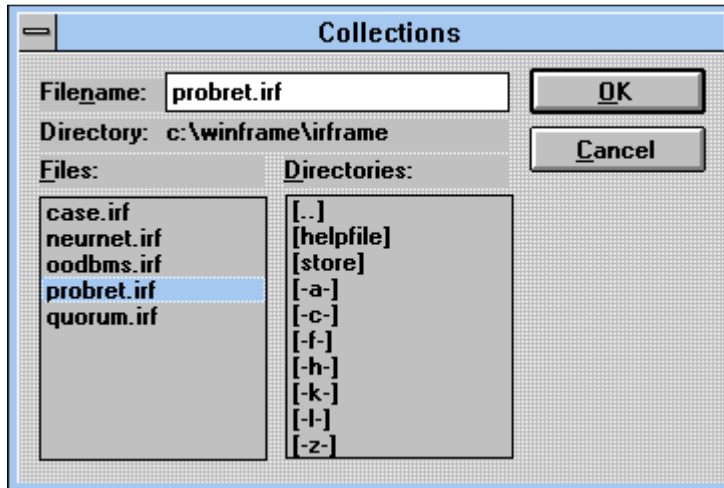 Collections
Filename: probret.irf
OK
Directory: c:\winframe\irframe
Cancel
Files:
Directories:
case.irf
neurnet.irf
oodbms.irf
probret.irf
quorum.irf
[..]
[helpfile]
[store]
[-a-]
[-c-]
[-f-]
[-h-]
[-k-]
[-l-]
[-z-]